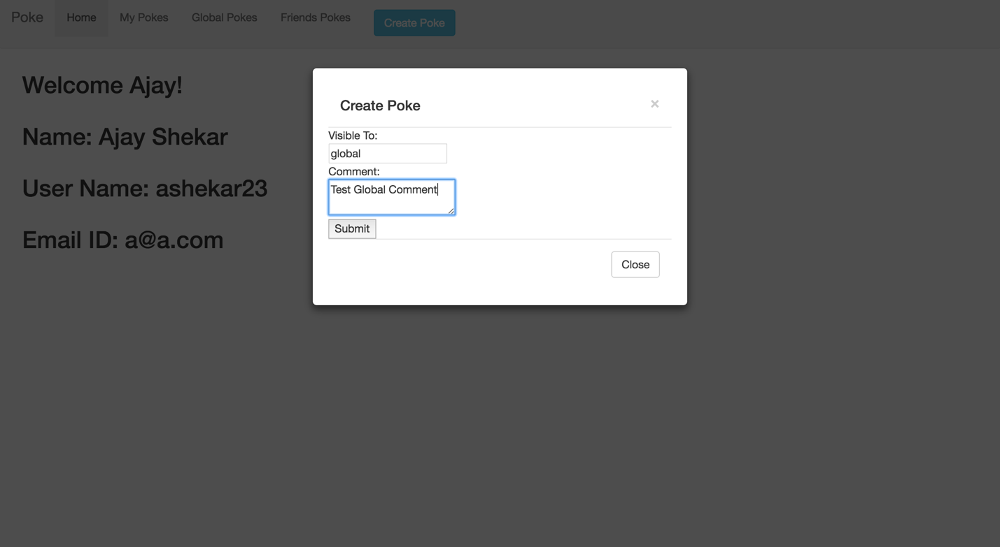 Poke Home My Pokes Global Pokes Friends Pokes Create Poke
Welcome Ajay!
Name: Ajay Shekar
User Name: ashekar23
Email ID: a@a.com
Create Poke ×
Visible To:
global
Comment:
Test Global Comment
Submit
Close